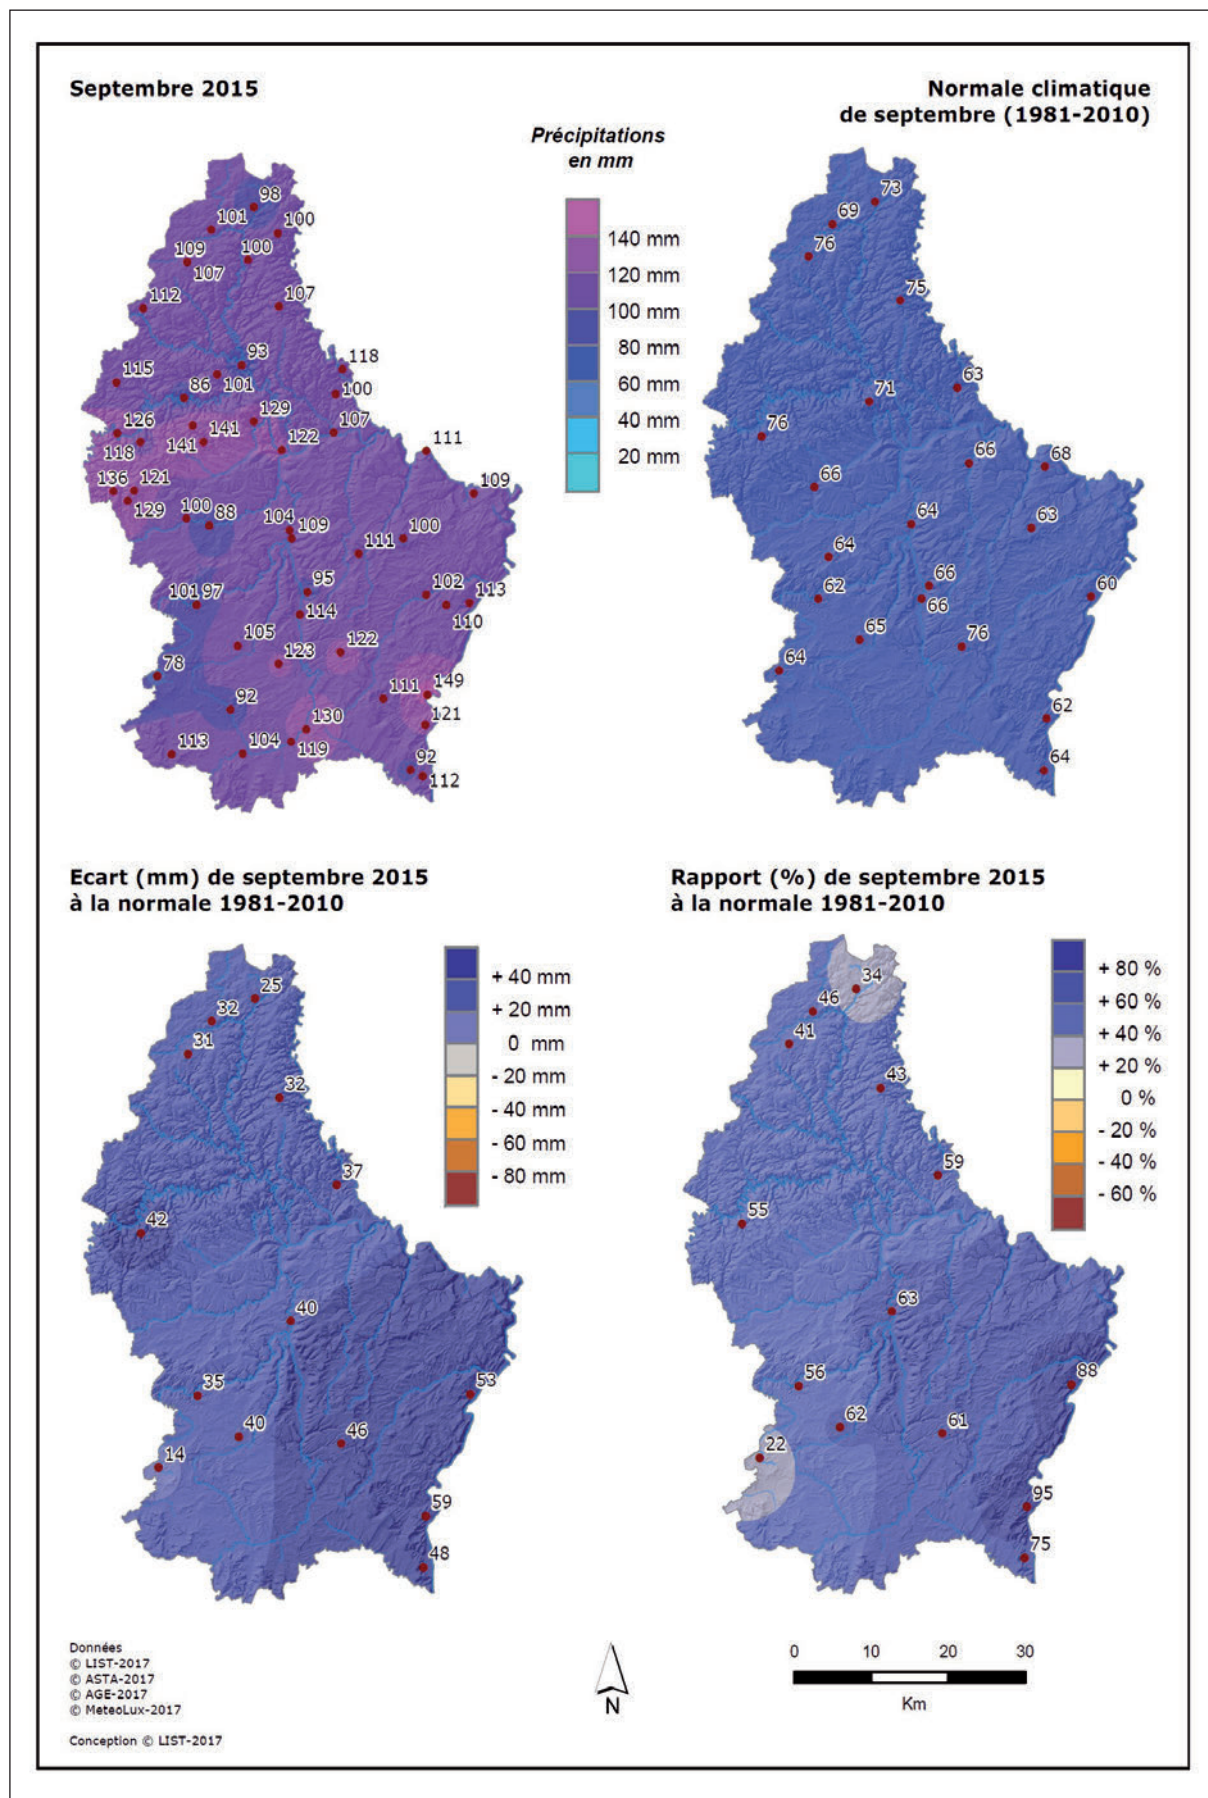 Septembre 2015
Normale climatique
de septembre (1981-2010)
Précipitations
en mm
140 mm
120 mm
100 mm
80 mm
60 mm
40 mm
20 mm
98
101
100
109
107
100
112
107
93
118
115
86
101
100
129
126
141
107
118
141
122
111
136
121
109
129
100
88
104
109
100
111
101
97
95
102
113
114
110
105
122
123
78
149
111
92
130
121
113
104
119
92
112
73
69
76
75
63
71
76
66
68
66
64
63
64
66
62
66
60
65
76
64
62
64
Ecart (mm) de septembre 2015
à la normale 1981-2010
+ 40 mm
+ 20 mm
0 mm
- 20 mm
- 40 mm
- 60 mm
- 80 mm
25
32
31
32
37
42
40
35
53
40
46
14
59
48
Rapport (%) de septembre 2015
à la normale 1981-2010
+ 80 %
+ 60 %
+ 40 %
+ 20 %
0 %
- 20 %
- 40 %
- 60 %
34
46
41
43
59
55
63
56
88
62
61
22
95
75
Données
© LIST-2017
© ASTA-2017
© AGE-2017
© MeteoLux-2017
Conception © LIST-2017
N
0 10 20 30
Km